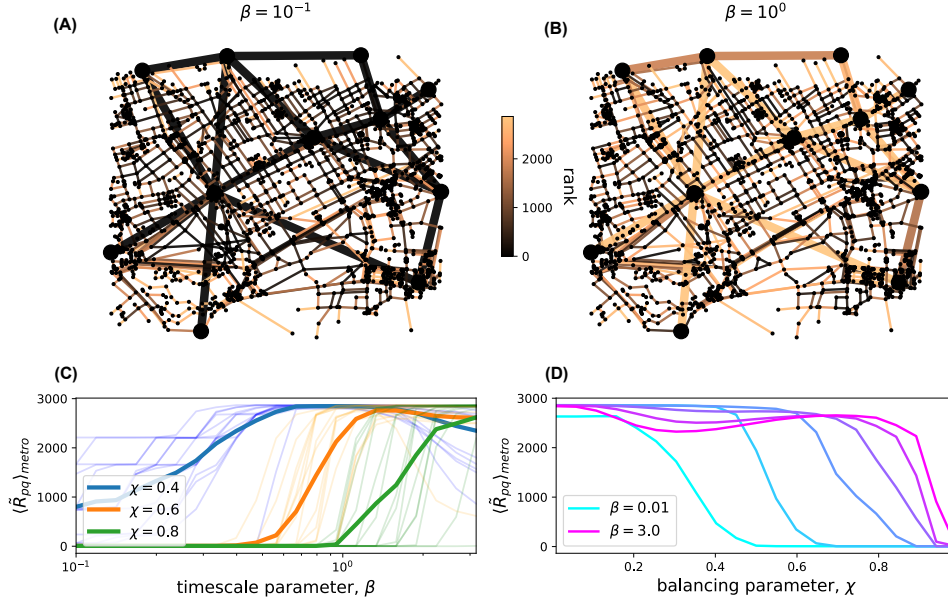 (A)
β = 10⁻¹
(B)
β = 10⁰
2000
1000
0
rank
(C)
3000
2000
1000
0
⟨R̃pq⟩metro
χ = 0.4
χ = 0.6
χ = 0.8
10⁻¹
10⁰
timescale parameter, β
(D)
3000
2000
1000
0
⟨R̃pq⟩metro
β = 0.01
β = 3.0
0.2
0.4
0.6
0.8
balancing parameter, χ